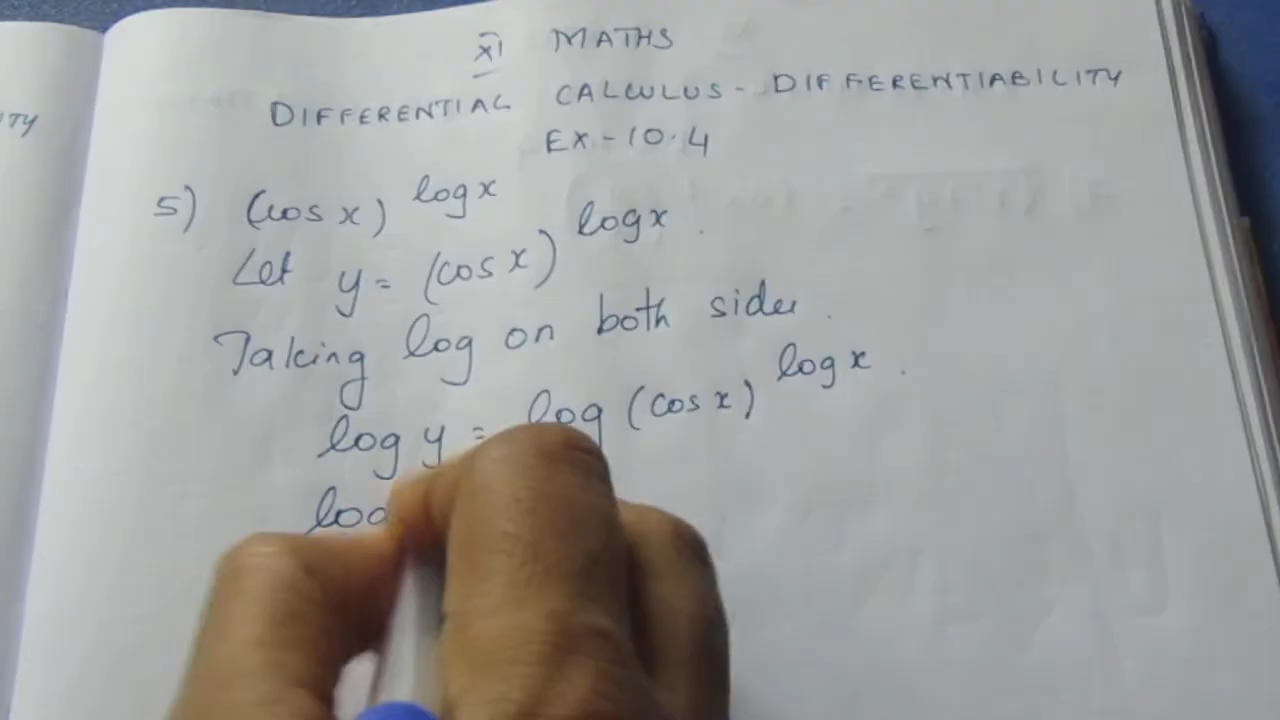 XI MATHS
DIFFERENTIAL CALCULUS - DIFFERENTIABILITY
EX - 10.4
5) (cos x)^log x
Let y = (cos x)^log x.
Taking log on both sides.
log y = log (cos x)^log x.
log